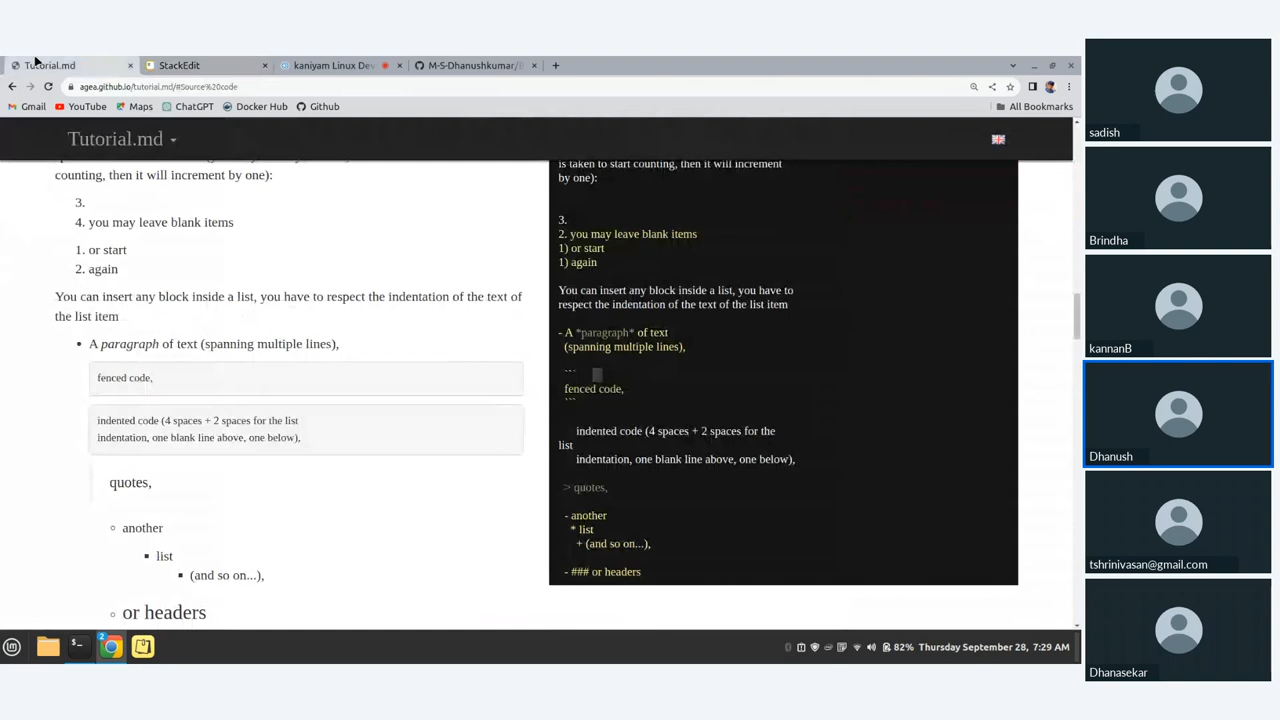 Tutorial.md
StackEdit
kaniyam Linux Dev
M-S-Dhanushkumar/
agea.github.io/tutorial.md/#Source%20code
Gmail
YouTube
Maps
ChatGPT
Docker Hub
Github
All Bookmarks
Tutorial.md
counting, then it will increment by one):
3.
4. you may leave blank items
1. or start
2. again
You can insert any block inside a list, you have to respect the indentation of the text of
the list item
• A paragraph of text (spanning multiple lines),
fenced code,
indented code (4 spaces + 2 spaces for the list
indentation, one blank line above, one below),
quotes,
another
list
(and so on...),
or headers
is taken to start counting, then it will increment
by one):
3.
2. you may leave blank items
1) or start
1) again
You can insert any block inside a list, you have to
respect the indentation of the text of the list item
- A *paragraph* of text
(spanning multiple lines),
```
fenced code,
```
indented code (4 spaces + 2 spaces for the
list
indentation, one blank line above, one below),
> quotes,
- another
* list
+ (and so on...),
- ### or headers
2
82% Thursday September 28, 7:29 AM
sadish
Brindha
kannanB
Dhanush
tshrinivasan@gmail.com
Dhanasekar